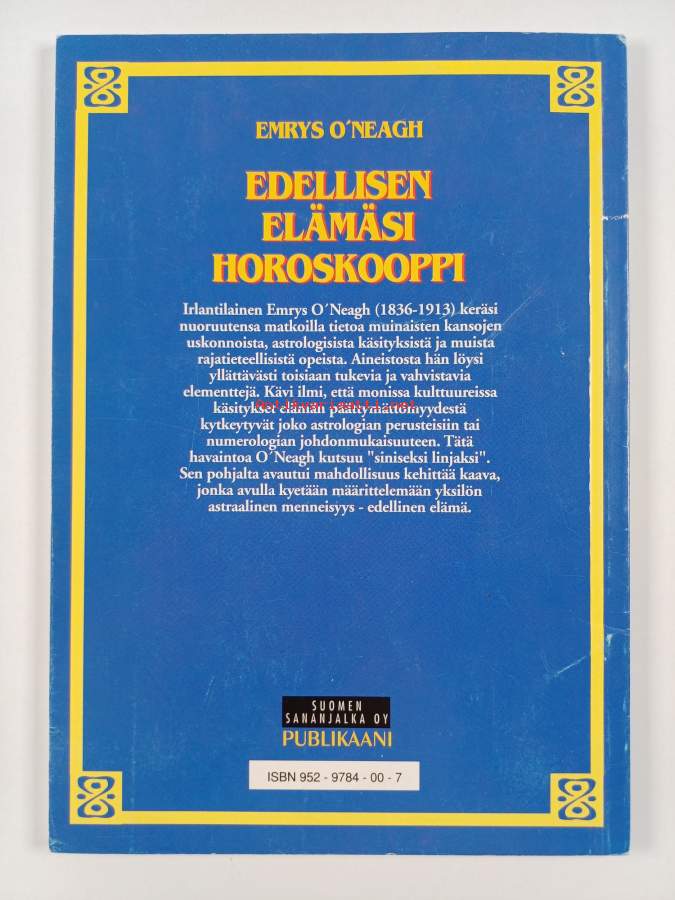 EMRYS O´NEAGH
EDELLISEN
ELÄMÄSI
HOROSKOOPPI
Irlantilainen Emrys O´Neagh (1836-1913) keräsi
nuoruutensa matkoilla tietoa muinaisten kansojen
uskonnoista, astrologisista käsityksistä ja muista
rajatieteellisistä opeista. Aineistosta hän löysi
yllättävästi toisiaan tukevia ja vahvistavia
elementtejä. Kävi ilmi, että monissa kulttuureissa
käsitykset elämän päättymättömyydestä
kytkeytyvät joko astrologian perusteisiin tai
numerologian johdonmukaisuuteen. Tätä
havaintoa O´Neagh kutsuu "siniseksi linjaksi".
Sen pohjalta avautui mahdollisuus kehittää kaava,
jonka avulla kyetään määrittelemään yksilön
astraalinen menneisyys - edellinen elämä.
SUOMEN
SANANJALKA OY
PUBLIKAANI
ISBN 952 - 9784 - 00 - 7